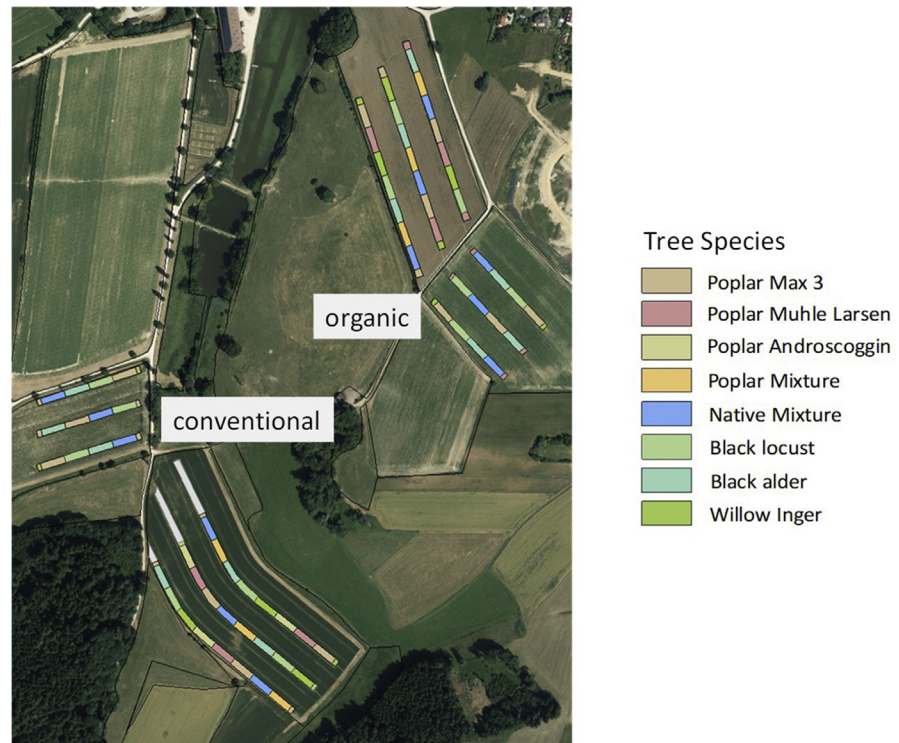 organic
conventional
Tree Species
Poplar Max 3
Poplar Muhle Larsen
Poplar Androscoggin
Poplar Mixture
Native Mixture
Black locust
Black alder
Willow Inger